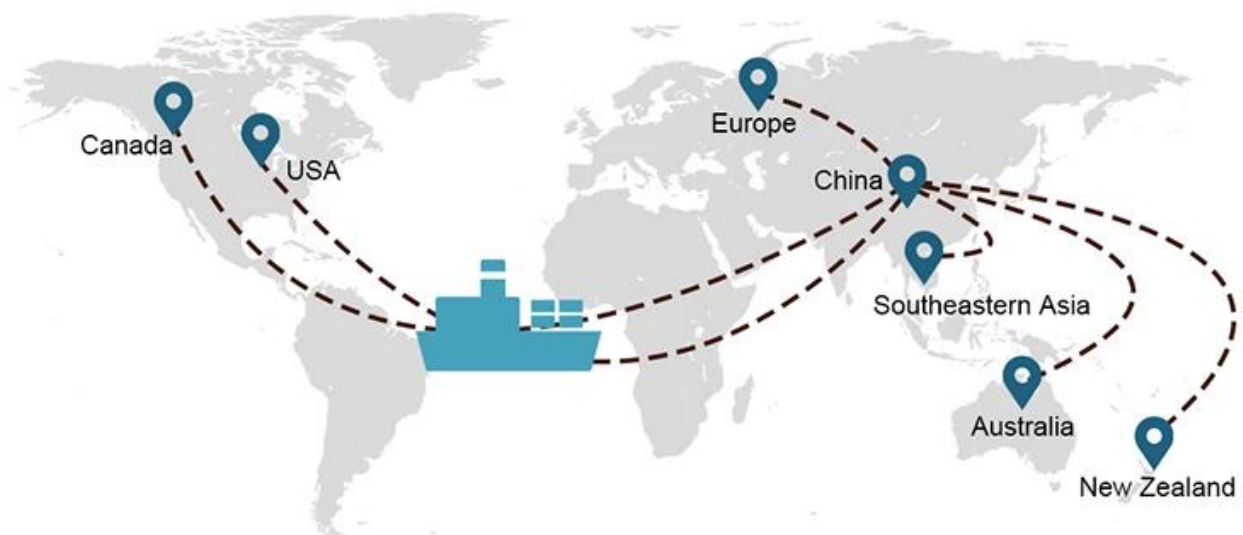 Canada
USA
Europe
China
Southeastern Asia
Australia
New Zealand